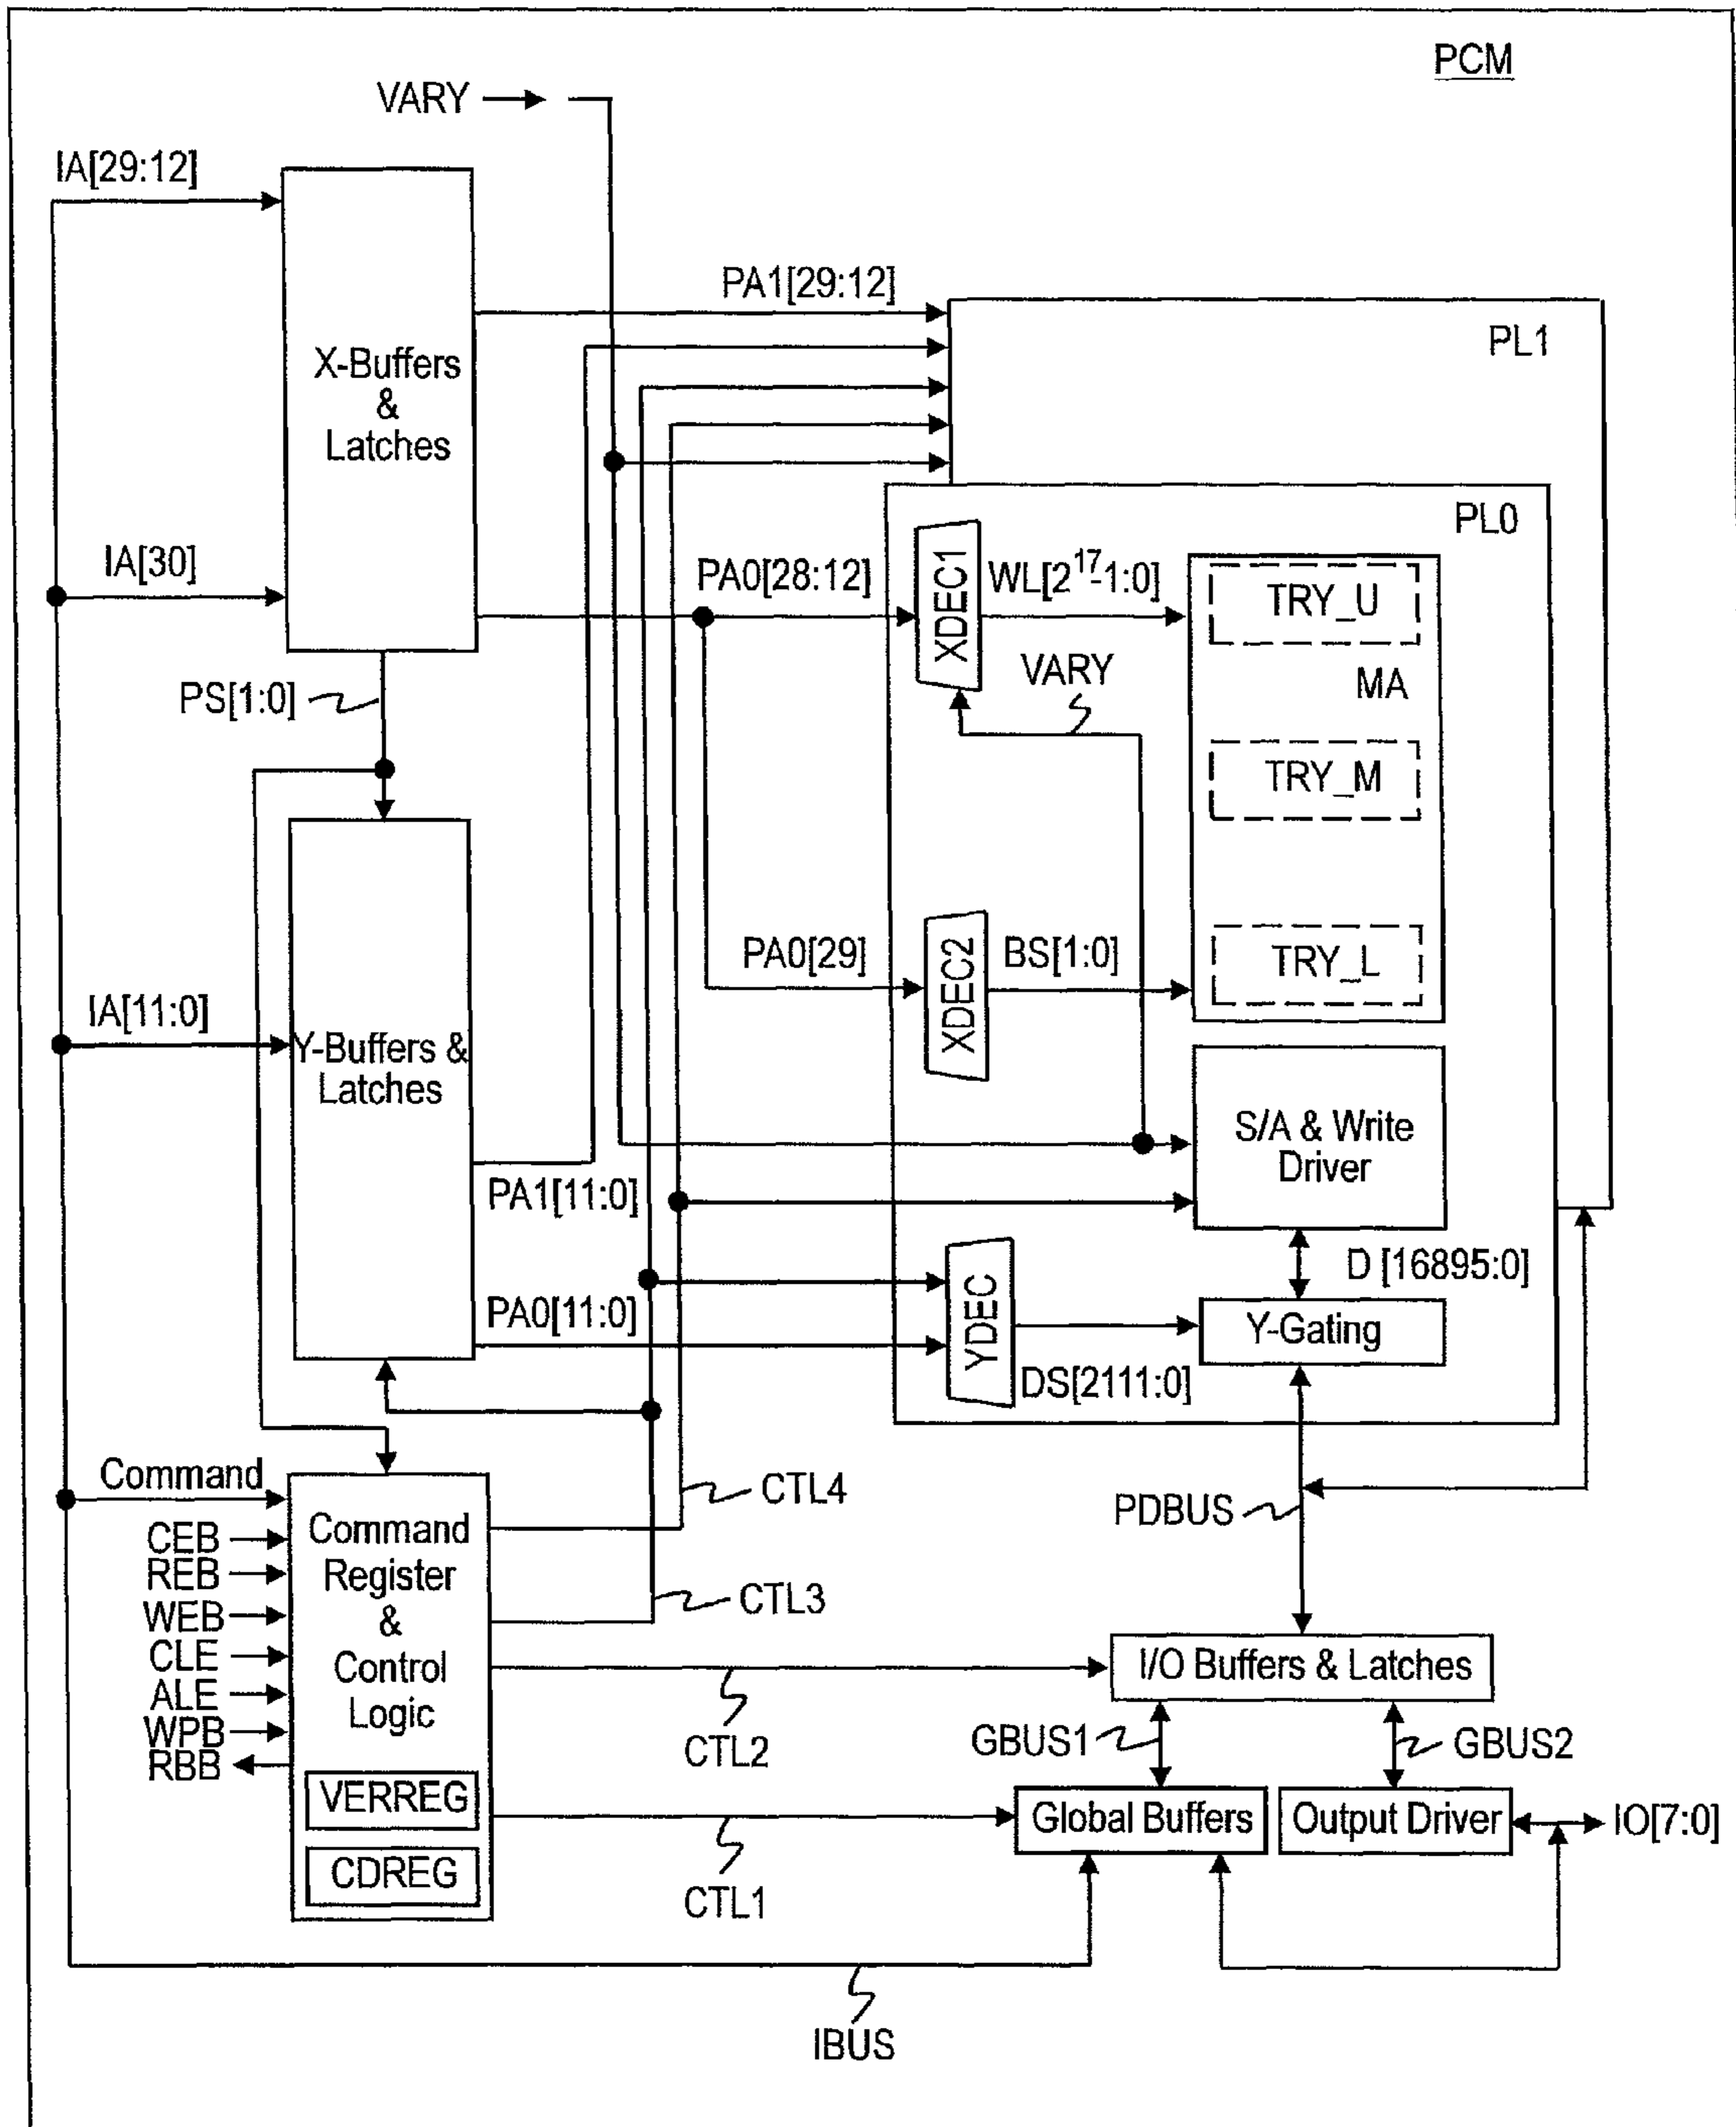 PCM
VARY
IA[29:12]
PA1[29:12]
X-Buffers
&
Latches
PL1
PL0
IA[30]
PA0[28:12]
XDEC1
WL[2^17-1:0]
TRY_U
VARY
MA
PS[1:0]
TRY_M
PA0[29]
XDEC2
BS[1:0]
TRY_L
IA[11:0]
Y-Buffers &
Latches
S/A & Write
Driver
PA1[11:0]
D [16895:0]
PA0[11:0]
YDEC
Y-Gating
DS[2111:0]
Command
CEB
REB
WEB
CLE
ALE
WPB
RBB
Command
Register
&
Control
Logic
VERREG
CDREG
CTL4
PDBUS
CTL3
I/O Buffers & Latches
CTL2
GBUS1
GBUS2
Global Buffers
Output Driver
IO[7:0]
CTL1
IBUS